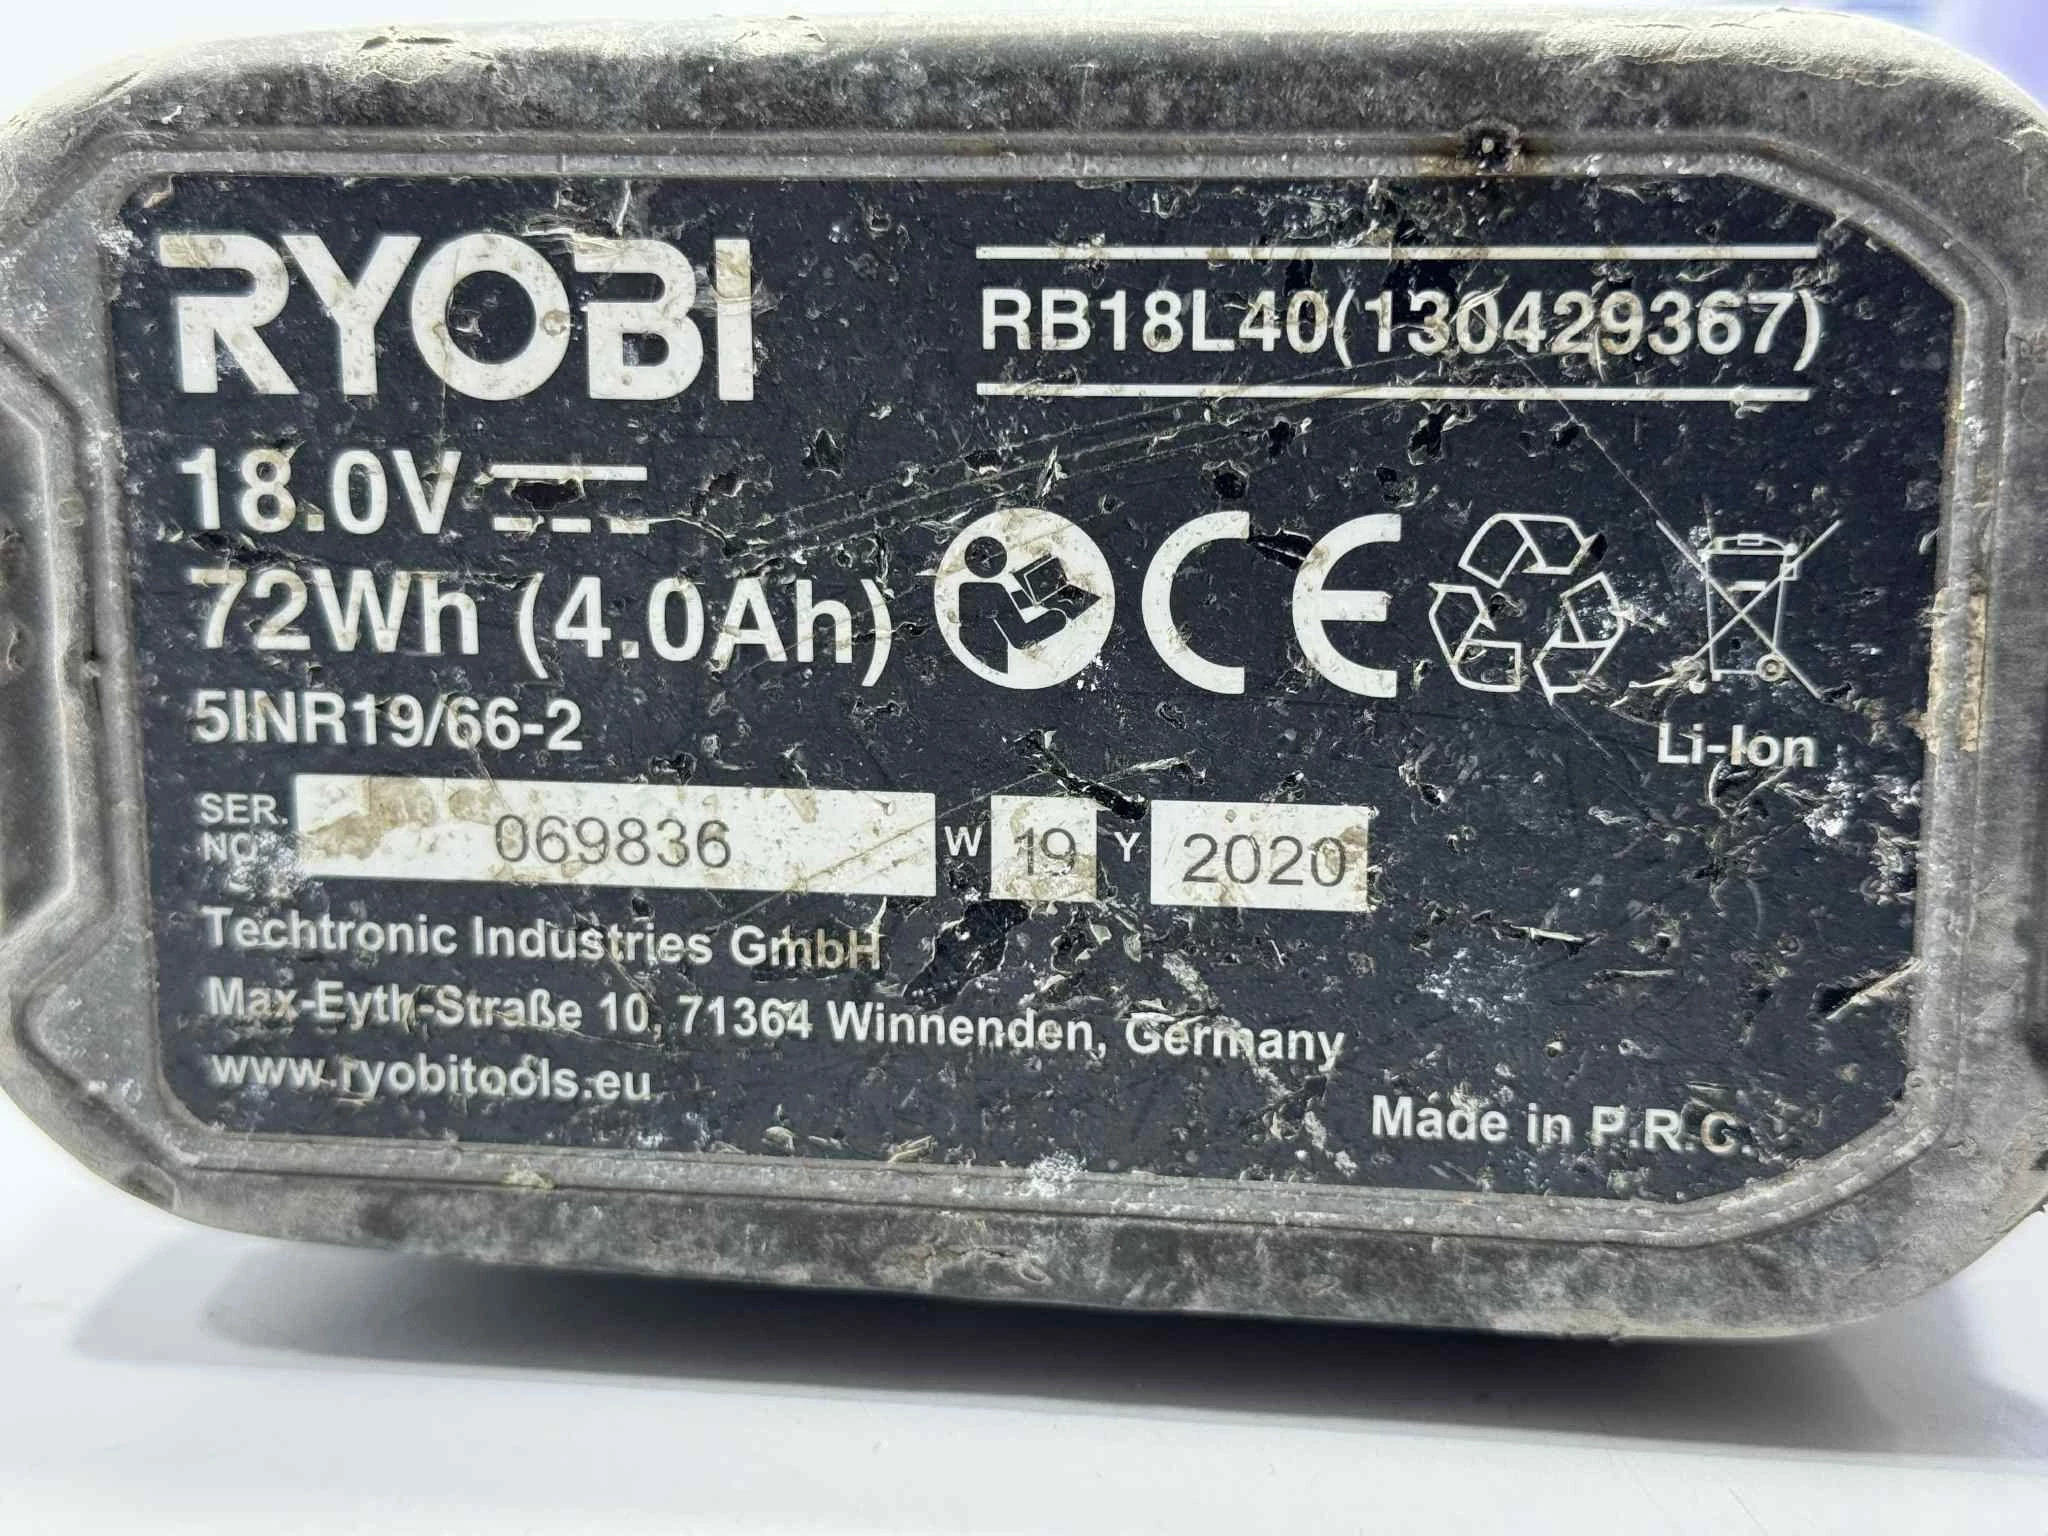 RYOBI
RB18L40(130429367)
18.0V
72Wh (4.0Ah)
CE
5INR19/66-2
Li-Ion
SER. NO. 069836 W 19 Y 2020
Techtronic Industries GmbH
Max-Eyth-Straße 10, 71364 Winnenden, Germany
www.ryobitools.eu
Made in P.R.C.